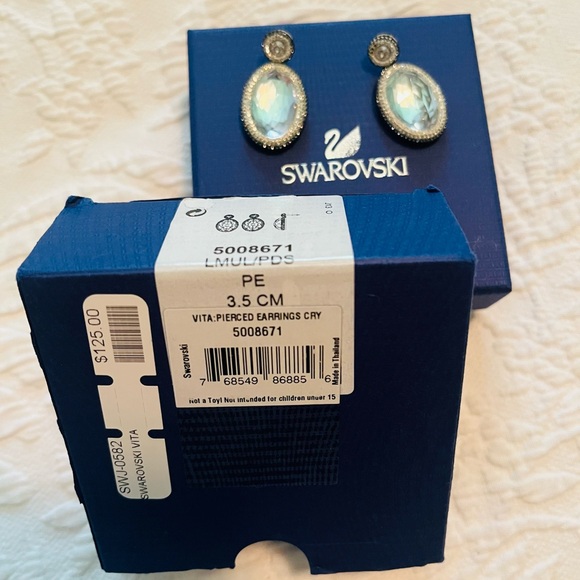 SWAROVSKI
5008671
LMUL/PDS
PE
3.5 CM
VITA:PIERCED EARRINGS CRY
5008671
Swarovski
7 68549 86885 6
Made in Thailand
Not a Toy! Not intended for children under 15
$125.00
SWJ-0582
SWAROVSKI VITA